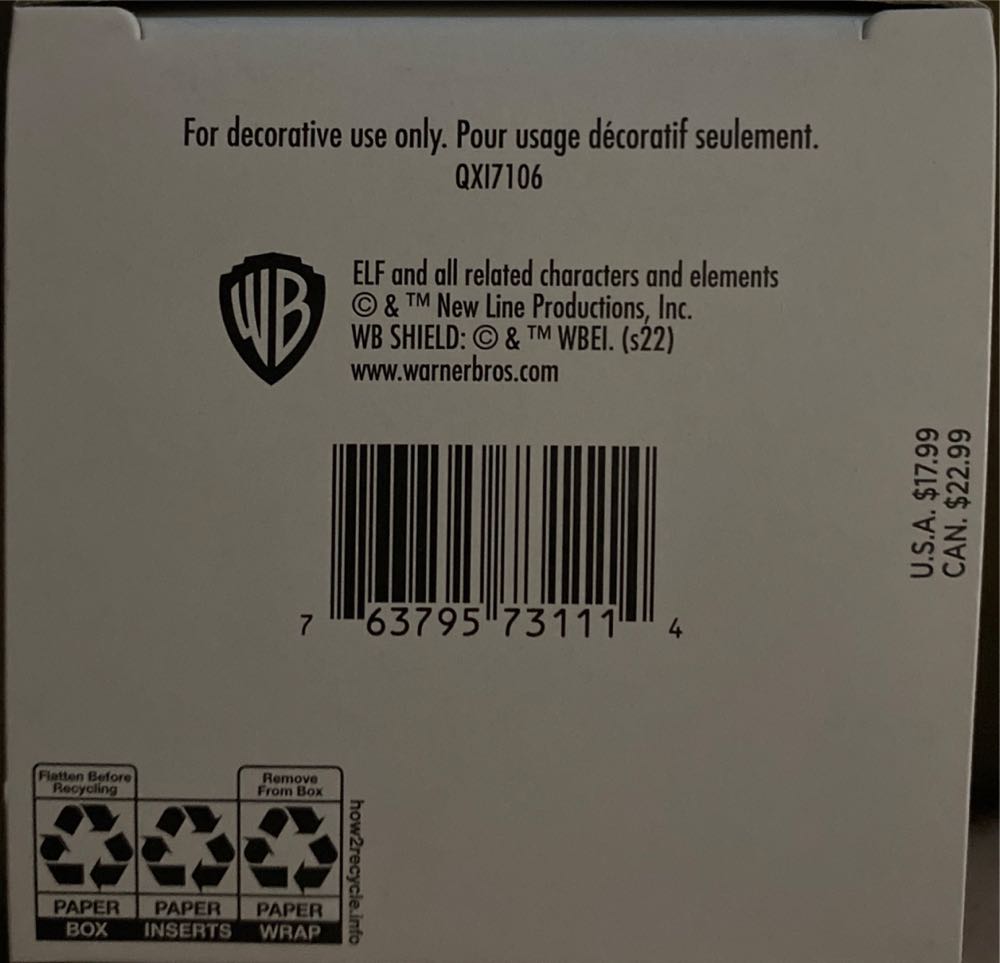 For decorative use only. Pour usage décoratif seulement.
QXI7106
WB
ELF and all related characters and elements
© & ™ New Line Productions, Inc.
WB SHIELD: © & ™ WBEI. (s22)
www.warnerbros.com
U.S.A. $17.99
CAN. $22.99
7 63795 73111 4
Flatten Before
Recycling
Remove
From Box
PAPER PAPER PAPER
BOX INSERTS WRAP
how2recycle.info